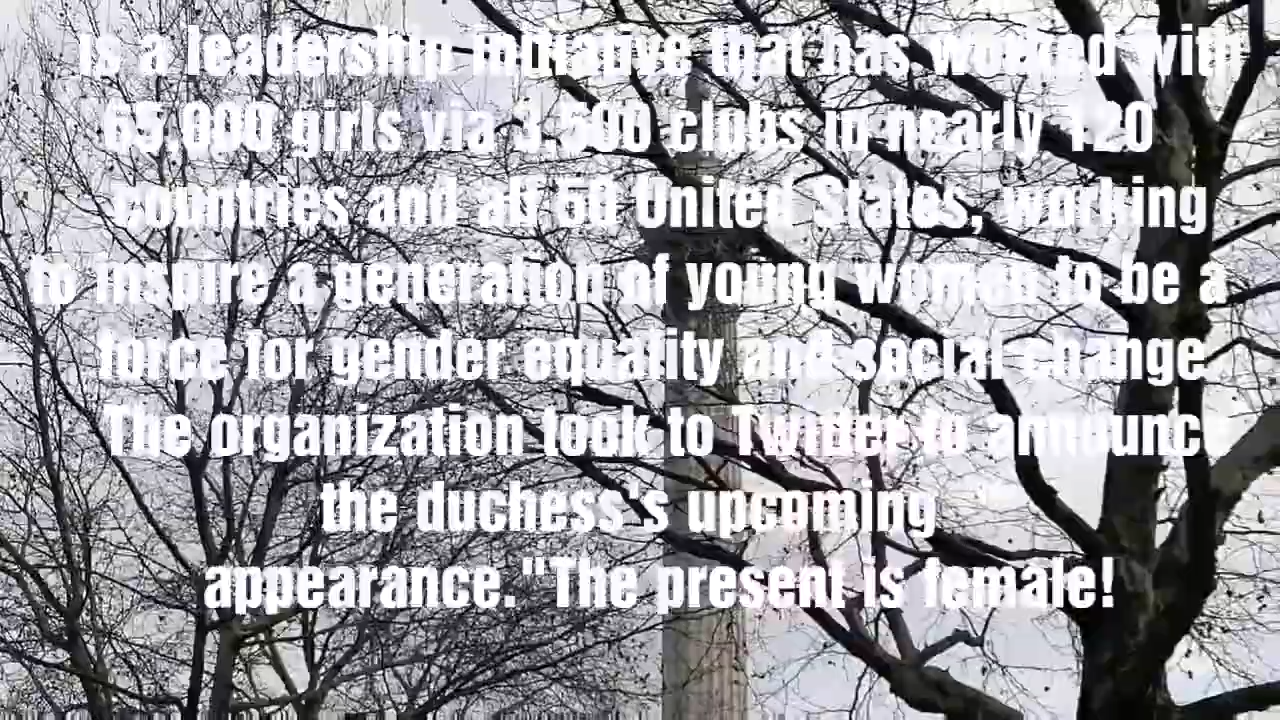 is a leadership initiative that has worked with
65,000 girls via 3,500 clubs in nearly 120
countries and all 50 United States, working
to inspire a generation of young women to be a
force for gender equality and social change
The organization took to Twitter to announce
the duchess's upcoming
appearance. "The present is female!